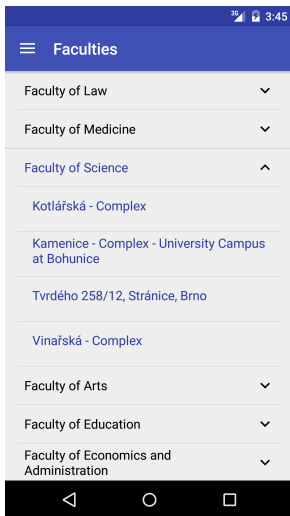 3G
3:45
Faculties
Faculty of Law
Faculty of Medicine
Faculty of Science
Kotlářská - Complex
Kamenice - Complex - University Campus
at Bohunice
Tvrdého 258/12, Stránice, Brno
Vinařská - Complex
Faculty of Arts
Faculty of Education
Faculty of Economics and
Administration